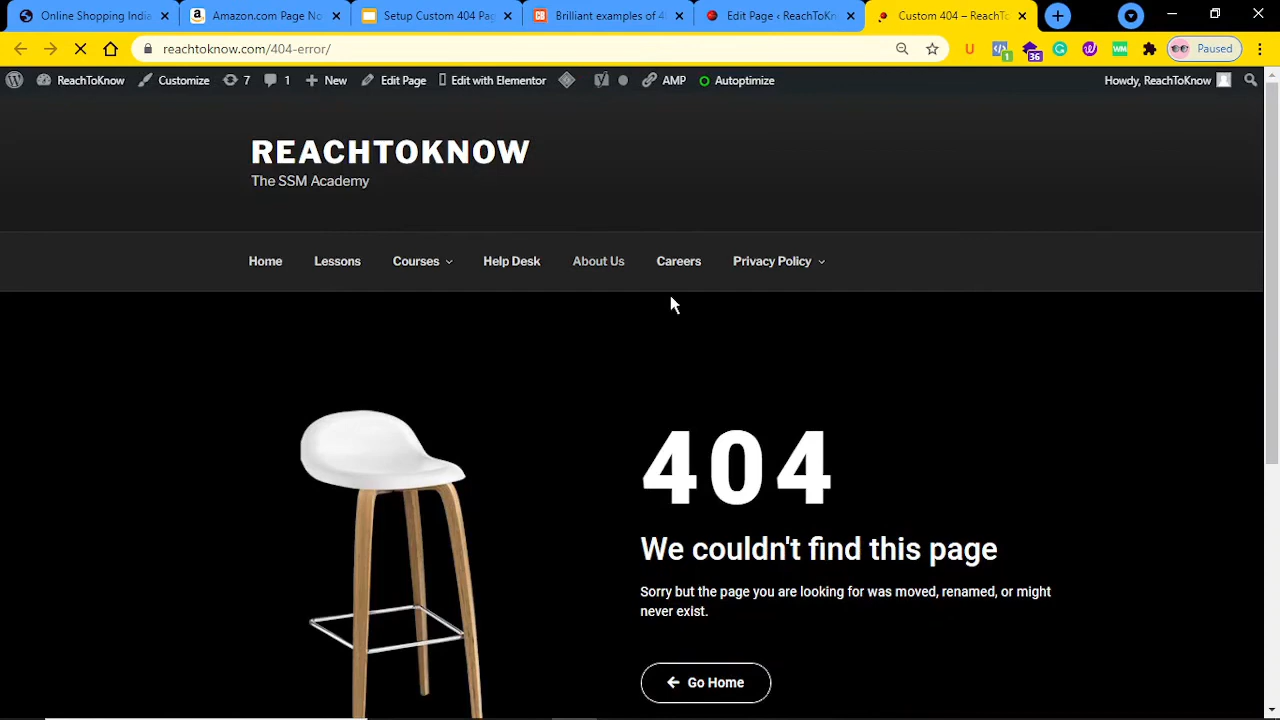 Online Shopping India
Amazon.com Page No
Setup Custom 404 Pag
Brilliant examples of 4
Edit Page ‹ ReachToKn
Custom 404 – ReachTo
reachtoknow.com/404-error/
U
1
36
WM
Paused
ReachToKnow
Customize
7
1
New
Edit Page
Edit with Elementor
AMP
Autoptimize
Howdy, ReachToKnow
REACHTOKNOW
The SSM Academy
Home
Lessons
Courses
Help Desk
About Us
Careers
Privacy Policy
404
We couldn't find this page
Sorry but the page you are looking for was moved, renamed, or might
never exist.
Go Home